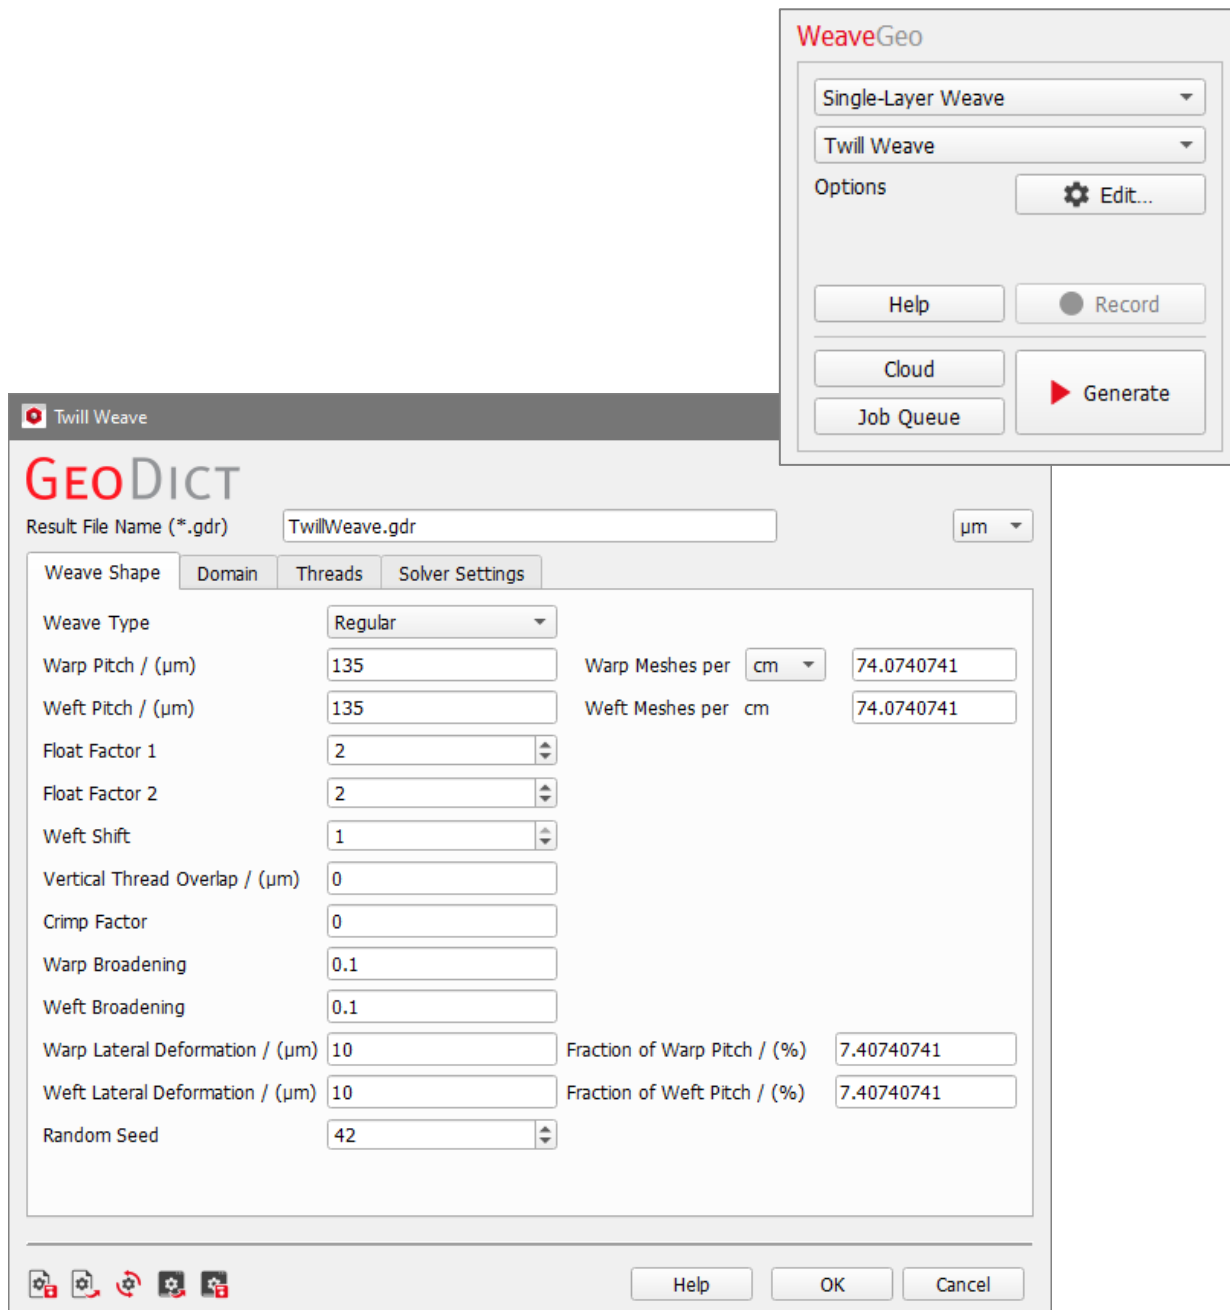 WeaveGeo
Single-Layer Weave
Twill Weave
Options Edit...
Help Record
Cloud
Generate
Job Queue
Twill Weave
GEODICT
Result File Name (*.gdr) TwillWeave.gdr µm
Weave Shape Domain Threads Solver Settings
Weave Type Regular
Warp Pitch / (µm) 135 Warp Meshes per cm 74.0740741
Weft Pitch / (µm) 135 Weft Meshes per cm 74.0740741
Float Factor 1 2
Float Factor 2 2
Weft Shift 1
Vertical Thread Overlap / (µm) 0
Crimp Factor 0
Warp Broadening 0.1
Weft Broadening 0.1
Warp Lateral Deformation / (µm) 10 Fraction of Warp Pitch / (%) 7.40740741
Weft Lateral Deformation / (µm) 10 Fraction of Weft Pitch / (%) 7.40740741
Random Seed 42
Help OK Cancel